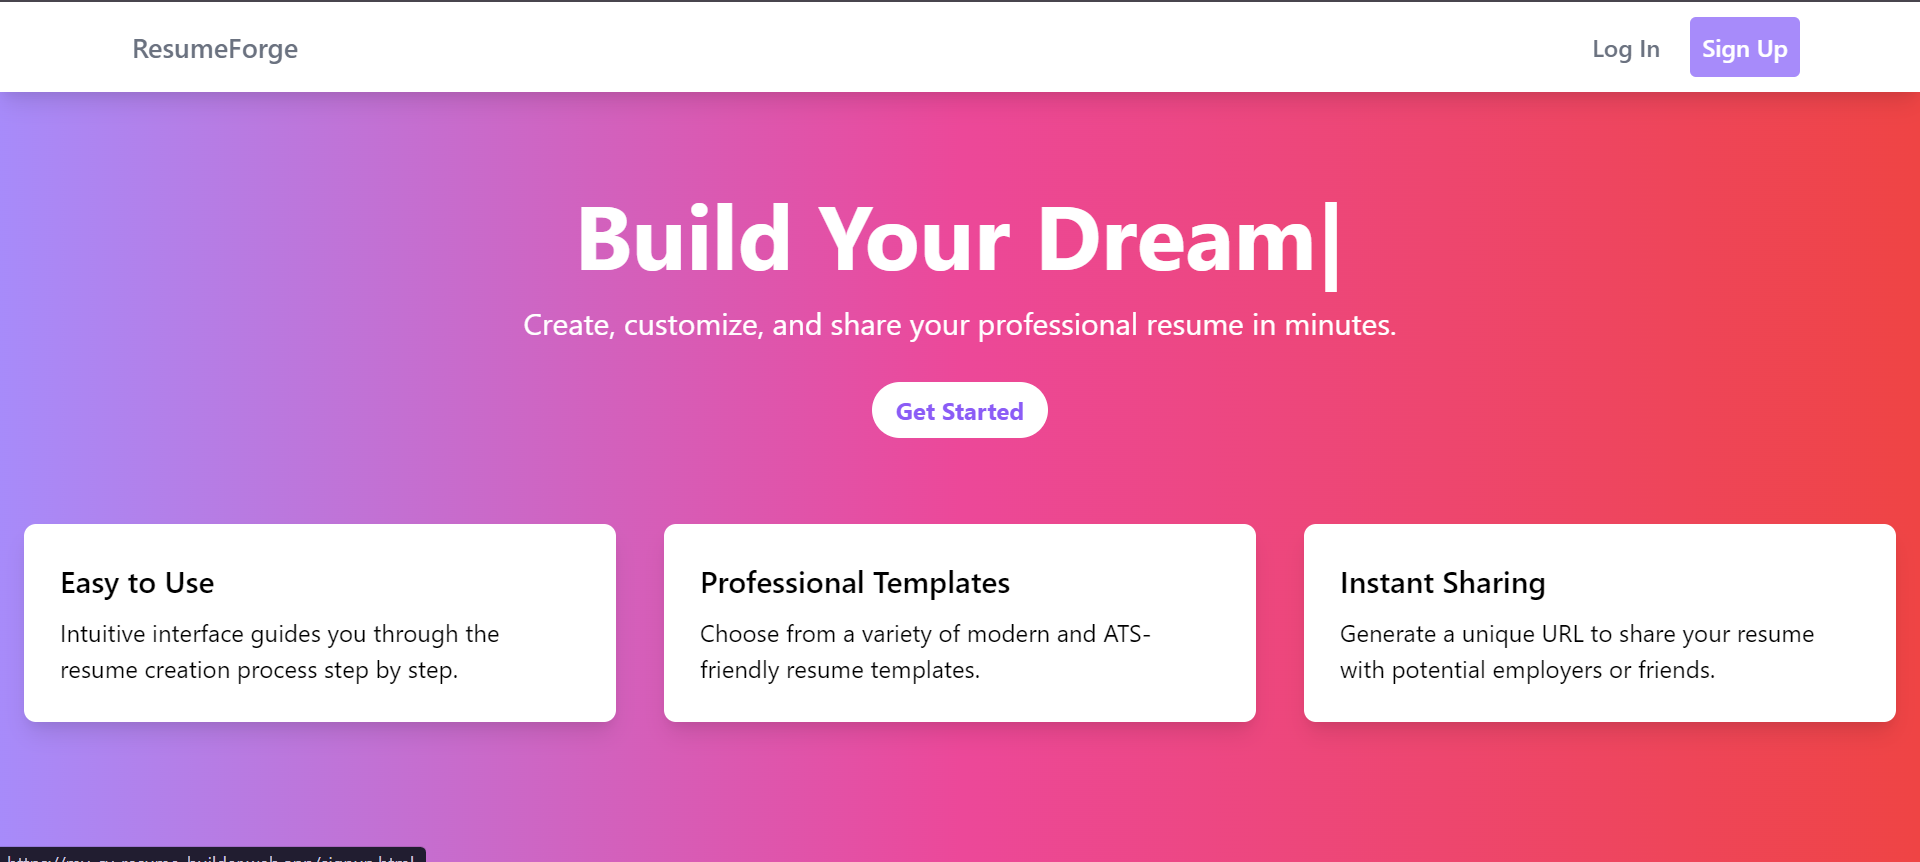 ResumeForge
Log In
Sign Up
Build Your Dream|
Create, customize, and share your professional resume in minutes.
Get Started
Easy to Use
Intuitive interface guides you through the
resume creation process step by step.
Professional Templates
Choose from a variety of modern and ATS-
friendly resume templates.
Instant Sharing
Generate a unique URL to share your resume
with potential employers or friends.